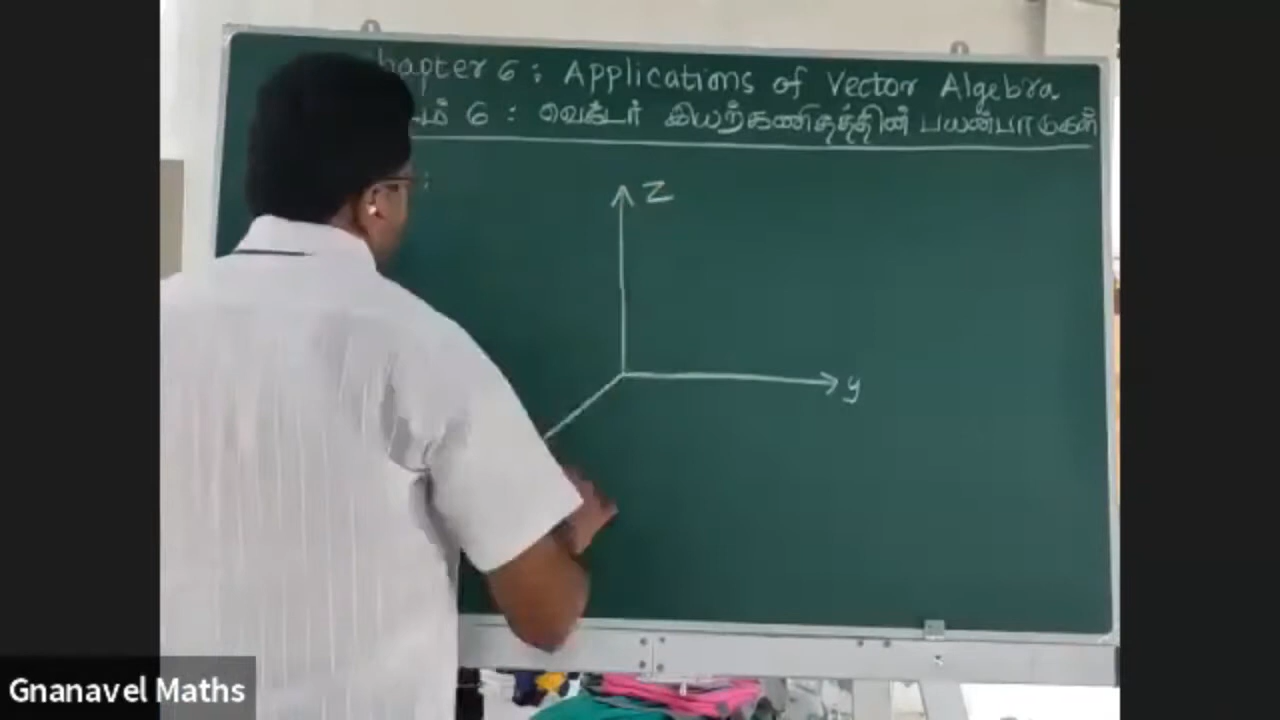 hapter 6 : Applications of Vector Algebra
யம் 6 : வெக்டர் இயற்கணிதத்தின் பயன்பாடுகள்
:
Z
y
Gnanavel Maths